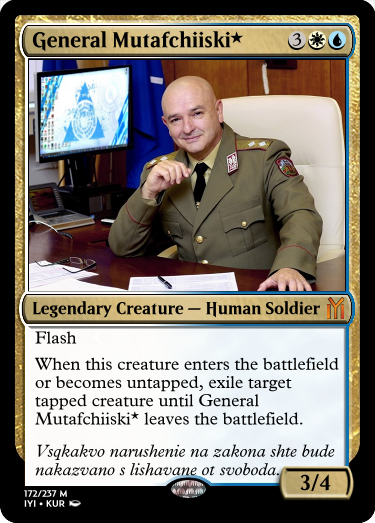 General Mutafchiiski★ 3
Legendary Creature — Human Soldier
Flash
When this creature enters the battlefield
or becomes untapped, exile target
tapped creature until General
Mutafchiiski★ leaves the battlefield.
Vsqkakvo narushenie na zakona shte bude
nakazvano s lishavane ot svoboda.
3/4
172/237 M
IYI • KUR